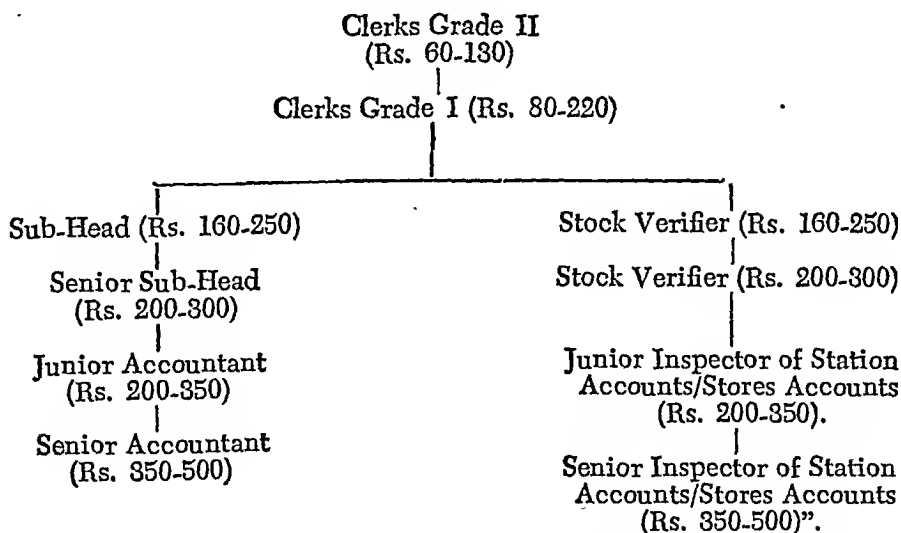 Clerks Grade II
(Rs. 60-130)
Clerks Grade I (Rs. 80-220)
Sub-Head (Rs. 160-250)
Senior Sub-Head
(Rs. 200-300)
Junior Accountant
(Rs. 200-350)
Senior Accountant
(Rs. 350-500)
Stock Verifier (Rs. 160-250)
Stock Verifier (Rs. 200-300)
Junior Inspector of Station
Accounts/Stores Accounts
(Rs. 200-350).
Senior Inspector of Station
Accounts/Stores Accounts
(Rs. 350-500)”.